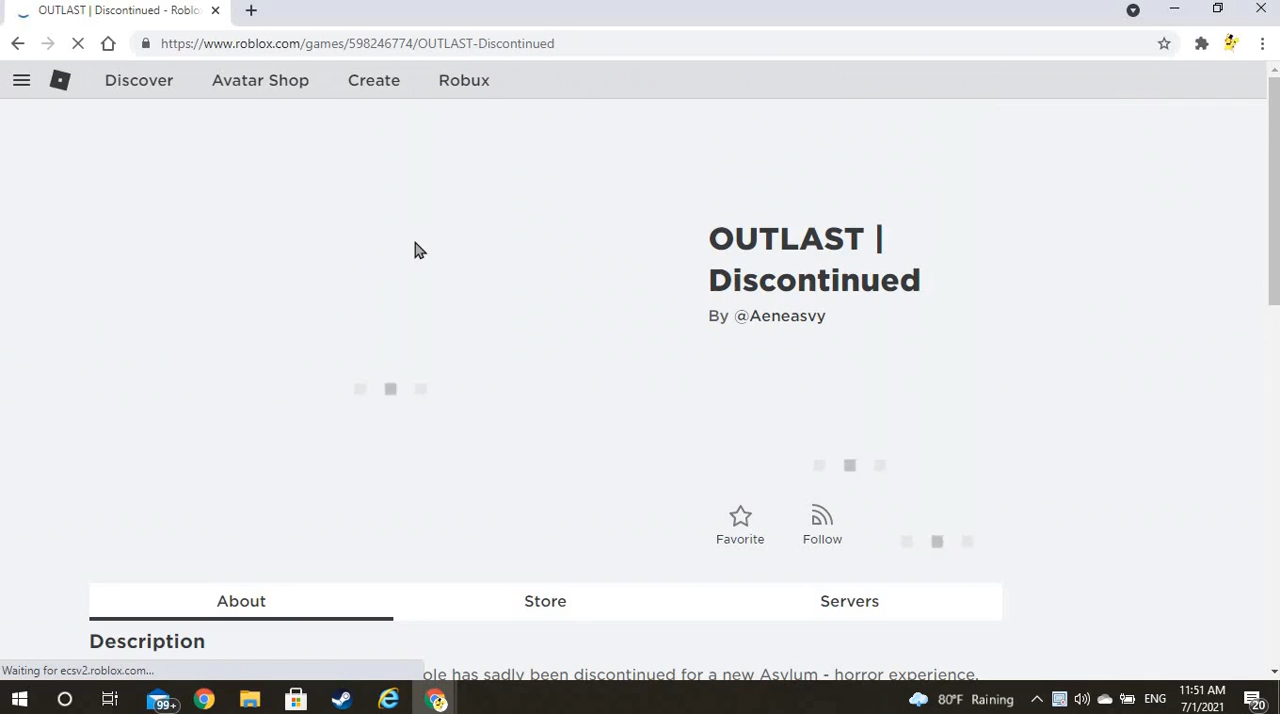 OUTLAST | Discontinued - Roblo
https://www.roblox.com/games/598246774/OUTLAST-Discontinued
Discover Avatar Shop Create Robux
OUTLAST |
Discontinued
By @Aeneasvy
Favorite Follow
About Store Servers
Description
ole has sadly been discontinued for a new Asylum - horror experience.
Waiting for ecsv2.roblox.com...
99+ 80°F Raining ENG 11:51 AM
7/1/2021 20